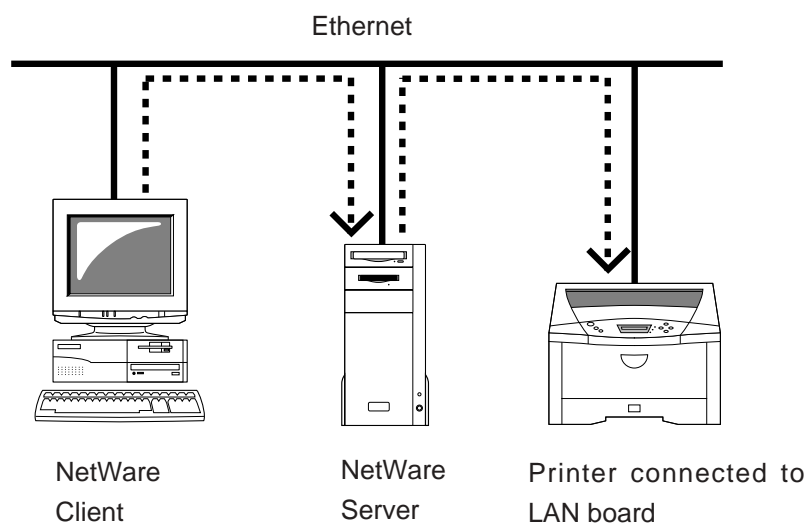 Ethernet
NetWare
Client
NetWare
Server
Printer connected to
LAN board